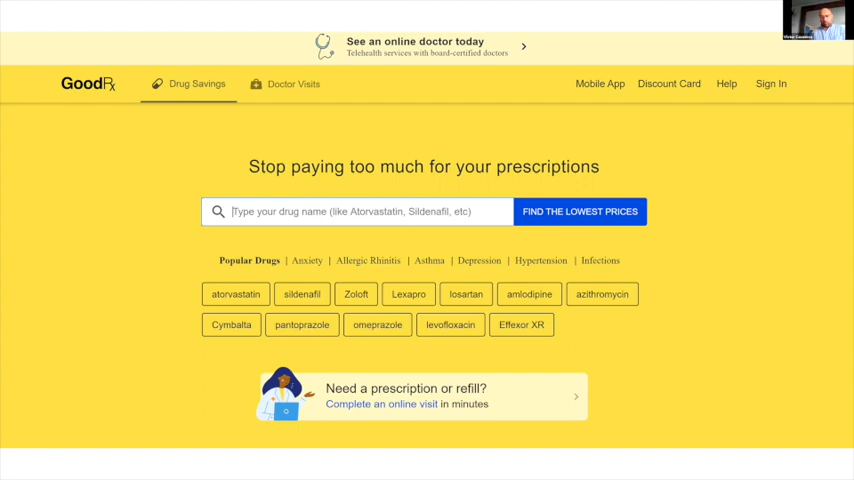 See an online doctor today
Telehealth services with board-certified doctors
GoodRx Drug Savings Doctor Visits Mobile App Discount Card Help Sign In
Stop paying too much for your prescriptions
Type your drug name (like Atorvastatin, Sildenafil, etc) FIND THE LOWEST PRICES
Popular Drugs | Anxiety | Allergic Rhinitis | Asthma | Depression | Hypertension | Infections
atorvastatin sildenafil Zoloft Lexapro losartan amlodipine azithromycin
Cymbalta pantoprazole omeprazole levofloxacin Effexor XR
Need a prescription or refill?
Complete an online visit in minutes